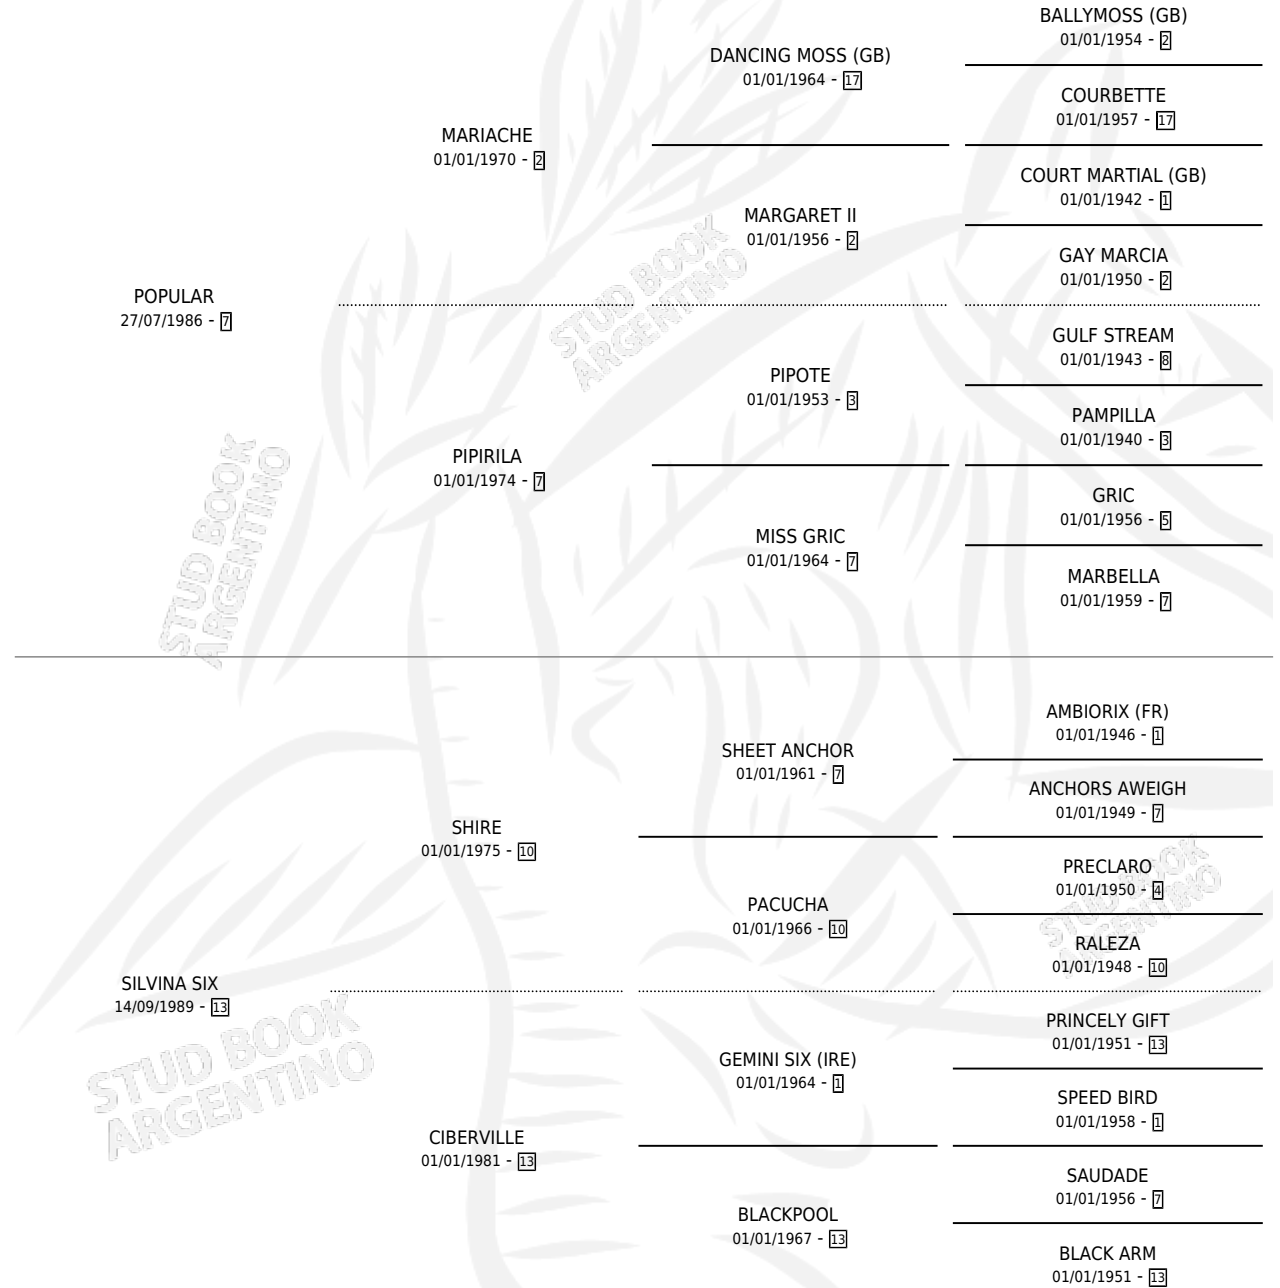 BALLYMOSS (GB)
01/01/1954 - 2
DANCING MOSS (GB)
01/01/1964 - 17
COURBETTE
01/01/1957 - 17
MARIACHE
01/01/1970 - 2
COURT MARTIAL (GB)
01/01/1942 - 1
MARGARET II
01/01/1956 - 2
GAY MARCIA
01/01/1950 - 2
POPULAR
27/07/1986 - 7
GULF STREAM
01/01/1943 - 8
PIPOTE
01/01/1953 - 3
PAMPILLA
01/01/1940 - 3
PIPIRILA
01/01/1974 - 7
GRIC
01/01/1956 - 5
MISS GRIC
01/01/1964 - 7
MARBELLA
01/01/1959 - 7
AMBIORIX (FR)
01/01/1946 - 1
SHEET ANCHOR
01/01/1961 - 7
ANCHORS AWEIGH
01/01/1949 - 7
SHIRE
01/01/1975 - 10
PRECLARO
01/01/1950 - 4
PACUCHA
01/01/1966 - 10
RALEZA
01/01/1948 - 10
SILVINA SIX
14/09/1989 - 13
PRINCELY GIFT
01/01/1951 - 13
GEMINI SIX (IRE)
01/01/1964 - 1
SPEED BIRD
01/01/1958 - 1
CIBERVILLE
01/01/1981 - 13
SAUDADE
01/01/1956 - 7
BLACKPOOL
01/01/1967 - 13
BLACK ARM
01/01/1951 - 13
STUD BOOK
ARGENTINO
STUD BOOK
ARGENTINO
STUD BOOK
ARGENTINO
STUD BOOK
ARGENTINO